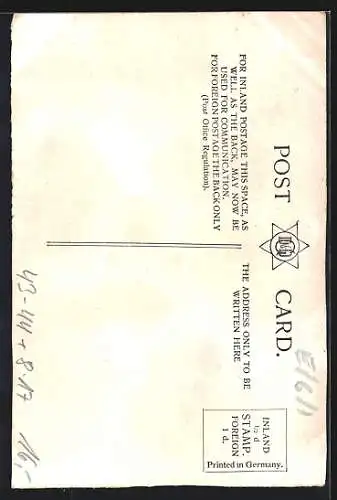 POST CARD.
FOR INLAND POSTAGE THIS SPACE, AS
WELL AS THE BACK, MAY NOW BE
USED FOR COMMUNICATION.
FOR FOREIGN POSTAGE THE BACK ONLY
(Post Office Regulation).
THE ADDRESS ONLY TO BE
WRITTEN HERE
INLAND
½ d
STAMP.
FOREIGN
1 d.
Printed in Germany.
16,-